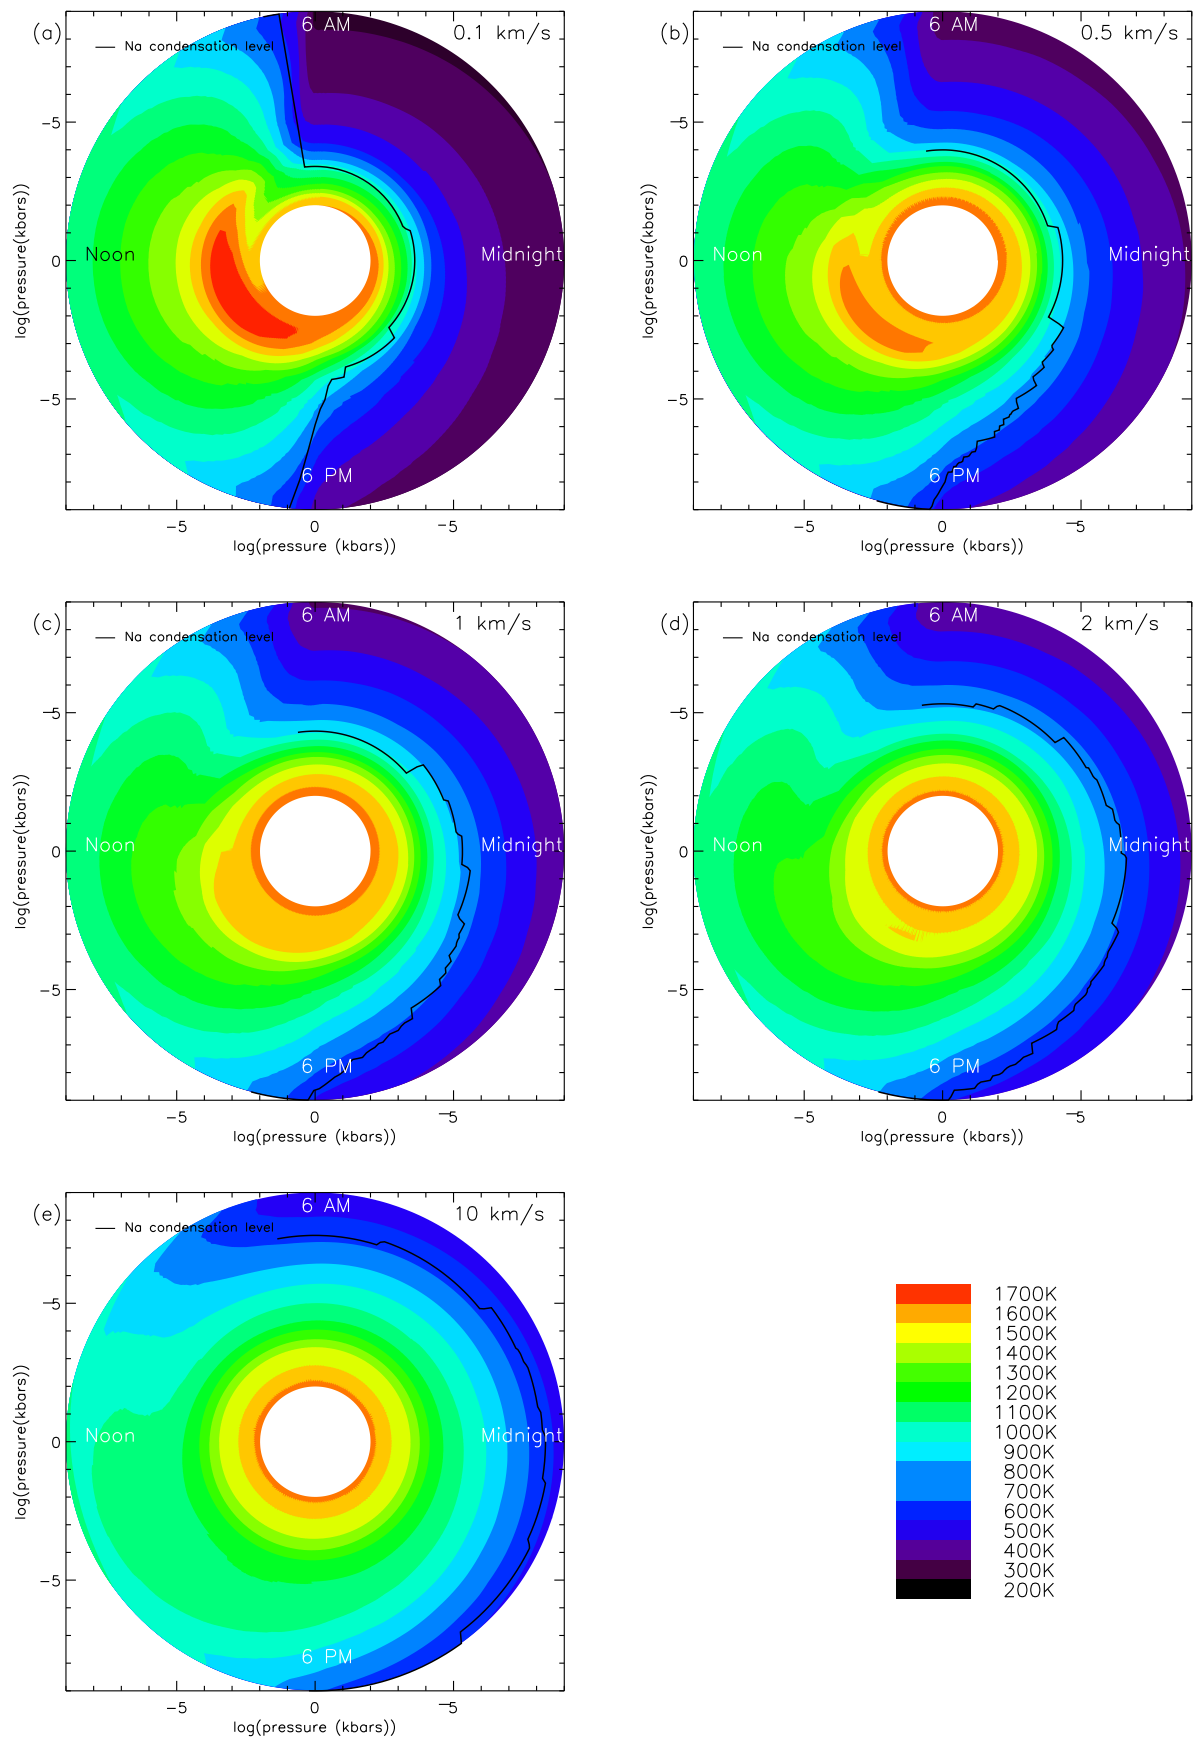 (a)
6 AM
0.1 km/s
Na condensation level
Noon
Midnight
6 PM
log(pressure(kbars))
-5
0
-5
-5
0
-5
log(pressure (kbars))
(b)
6 AM
0.5 km/s
Na condensation level
Noon
Midnight
6 PM
log(pressure(kbars))
-5
0
-5
-5
0
-5
log(pressure (kbars))
(c)
6 AM
1 km/s
Na condensation level
Noon
Midnight
6 PM
log(pressure(kbars))
-5
0
-5
-5
0
-5
log(pressure (kbars))
(d)
6 AM
2 km/s
Na condensation level
Noon
Midnight
6 PM
log(pressure(kbars))
-5
0
-5
-5
0
-5
log(pressure (kbars))
(e)
6 AM
10 km/s
Na condensation level
Noon
Midnight
6 PM
log(pressure(kbars))
-5
0
-5
-5
0
-5
log(pressure (kbars))
1700K
1600K
1500K
1400K
1300K
1200K
1100K
1000K
900K
800K
700K
600K
500K
400K
300K
200K